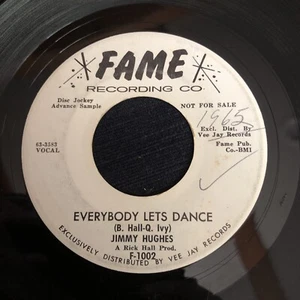 FAME
RECORDING CO.
Disc Jockey
Advance Sample
NOT FOR SALE
1965
Excl. Dist. By
Vee Jay Records
63-3583
VOCAL
Fame Pub.
Co.-BMI
EVERYBODY LETS DANCE
(B. Hall-Q. Ivy)
JIMMY HUGHES
A Rick Hall Prod.
F-1002
EXCLUSIVELY DISTRIBUTED BY VEE JAY RECORDS